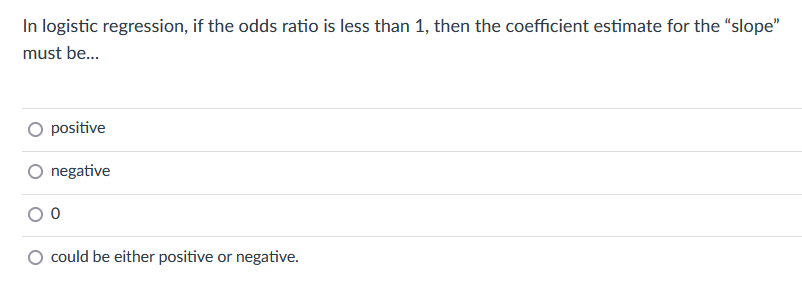 In logistic regression, if the odds ratio is less than 1, then the coefficient estimate for the “slope”
must be...
positive
negative
0
could be either positive or negative.